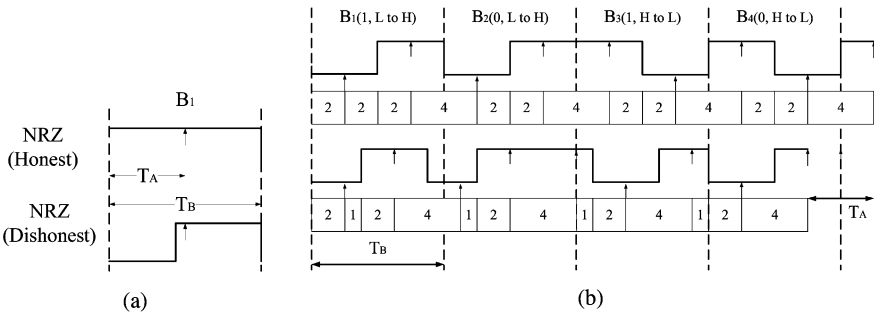 B1(1, L to H) B2(0, L to H) B3(1, H to L) B4(0, H to L)
2 2 2 4 2 2 4 2 2 4 2 2 4
B1
NRZ
(Honest)
TA
TB
NRZ
(Dishonest)
2 1 2 4 1 2 4 1 2 4 1 2 4
TA
TB
(a)
(b)